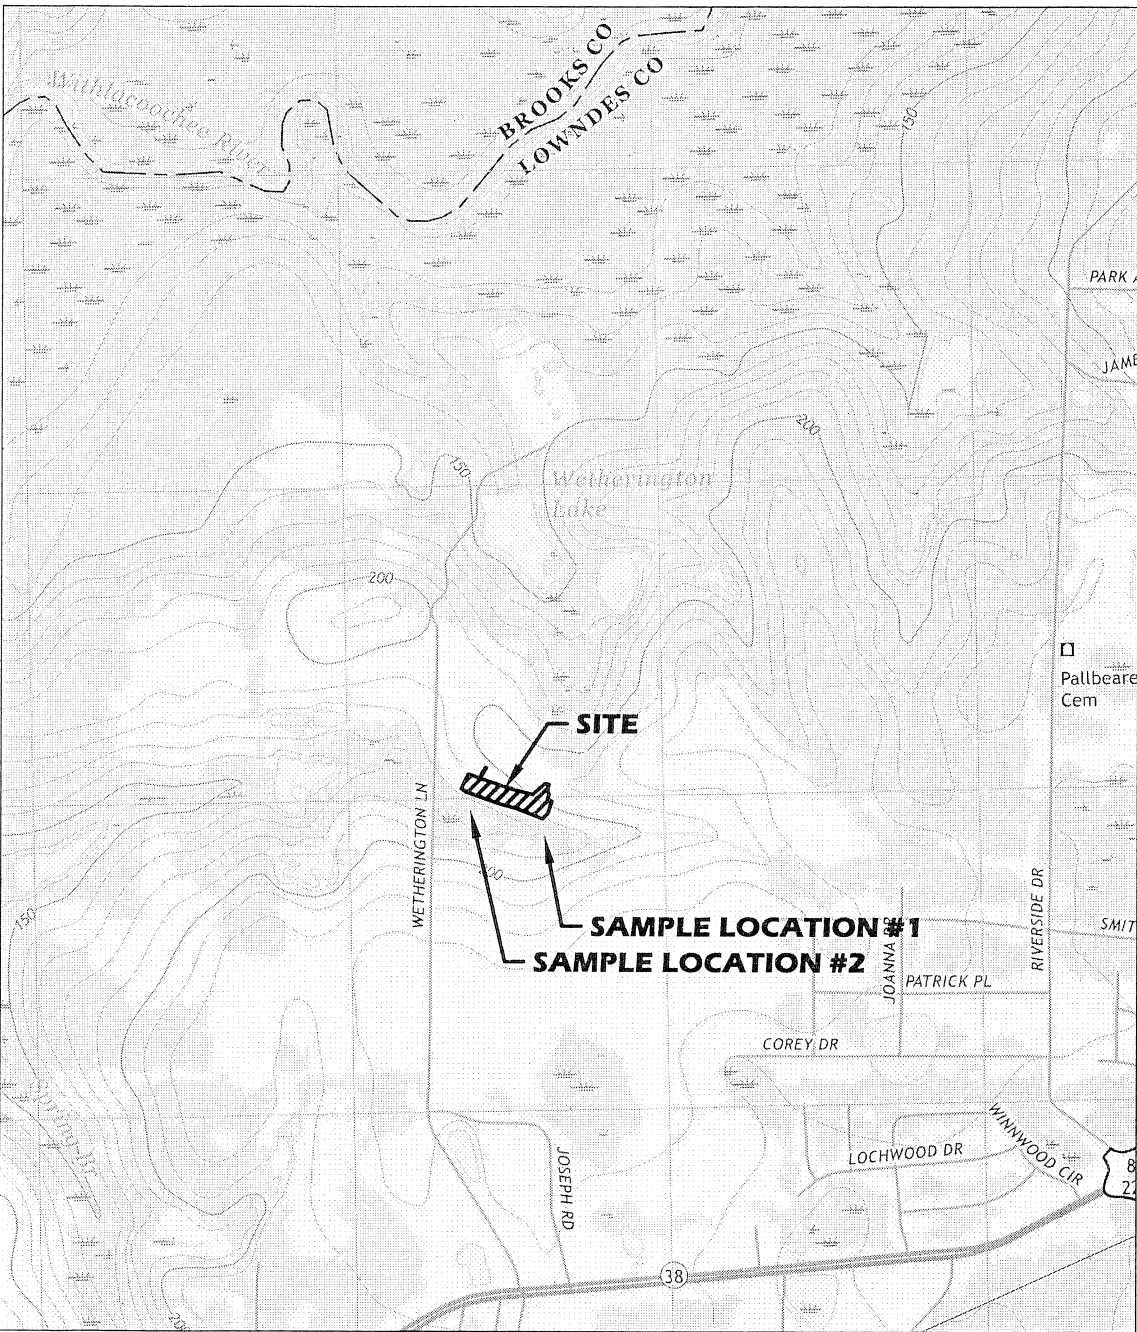 BROOKS CO
LOWNDES CO
Withlacoochee River
150
PARK
JAME
200
150
Wetherington
Lake
200
Pallbeare
Cem
SITE
WETHERINGTON LN
200
150
RIVERSIDE DR
SAMPLE LOCATION #1
SMIT
SAMPLE LOCATION #2
JOANNA
PATRICK PL
COREY DR
Spring Br
WINNWOOD CIR
LOCHWOOD DR
JOSEPH RD
8
22
38
200